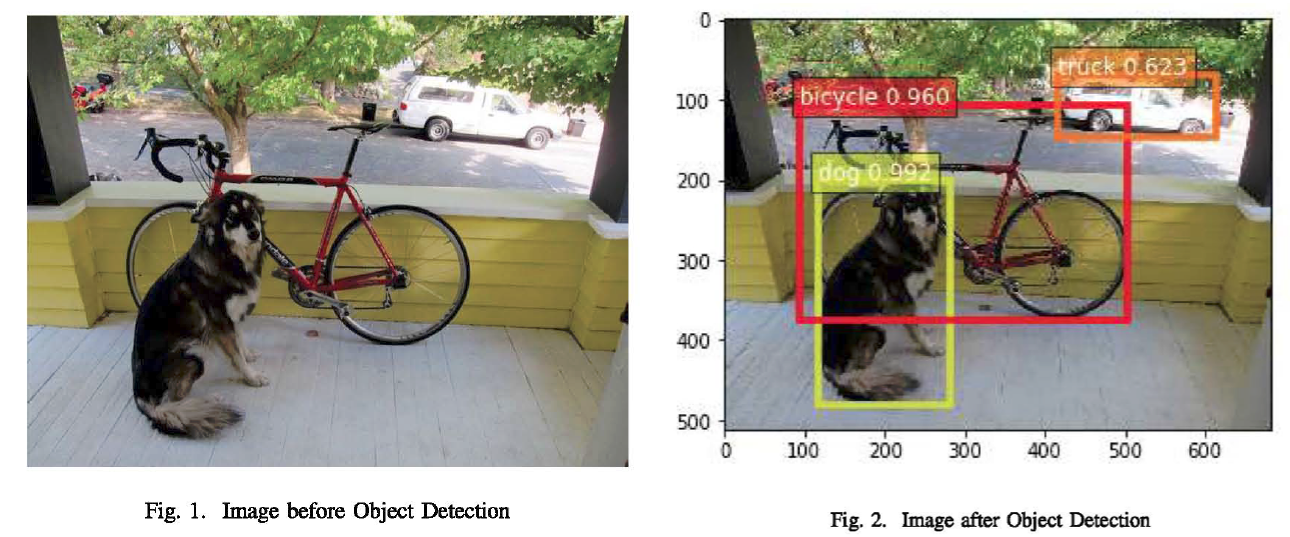 truck 0.623
bicycle 0.960
dog 0.992
0
100
200
300
400
500
0 100 200 300 400 500 600
Fig. 1. Image before Object Detection
Fig. 2. Image after Object Detection